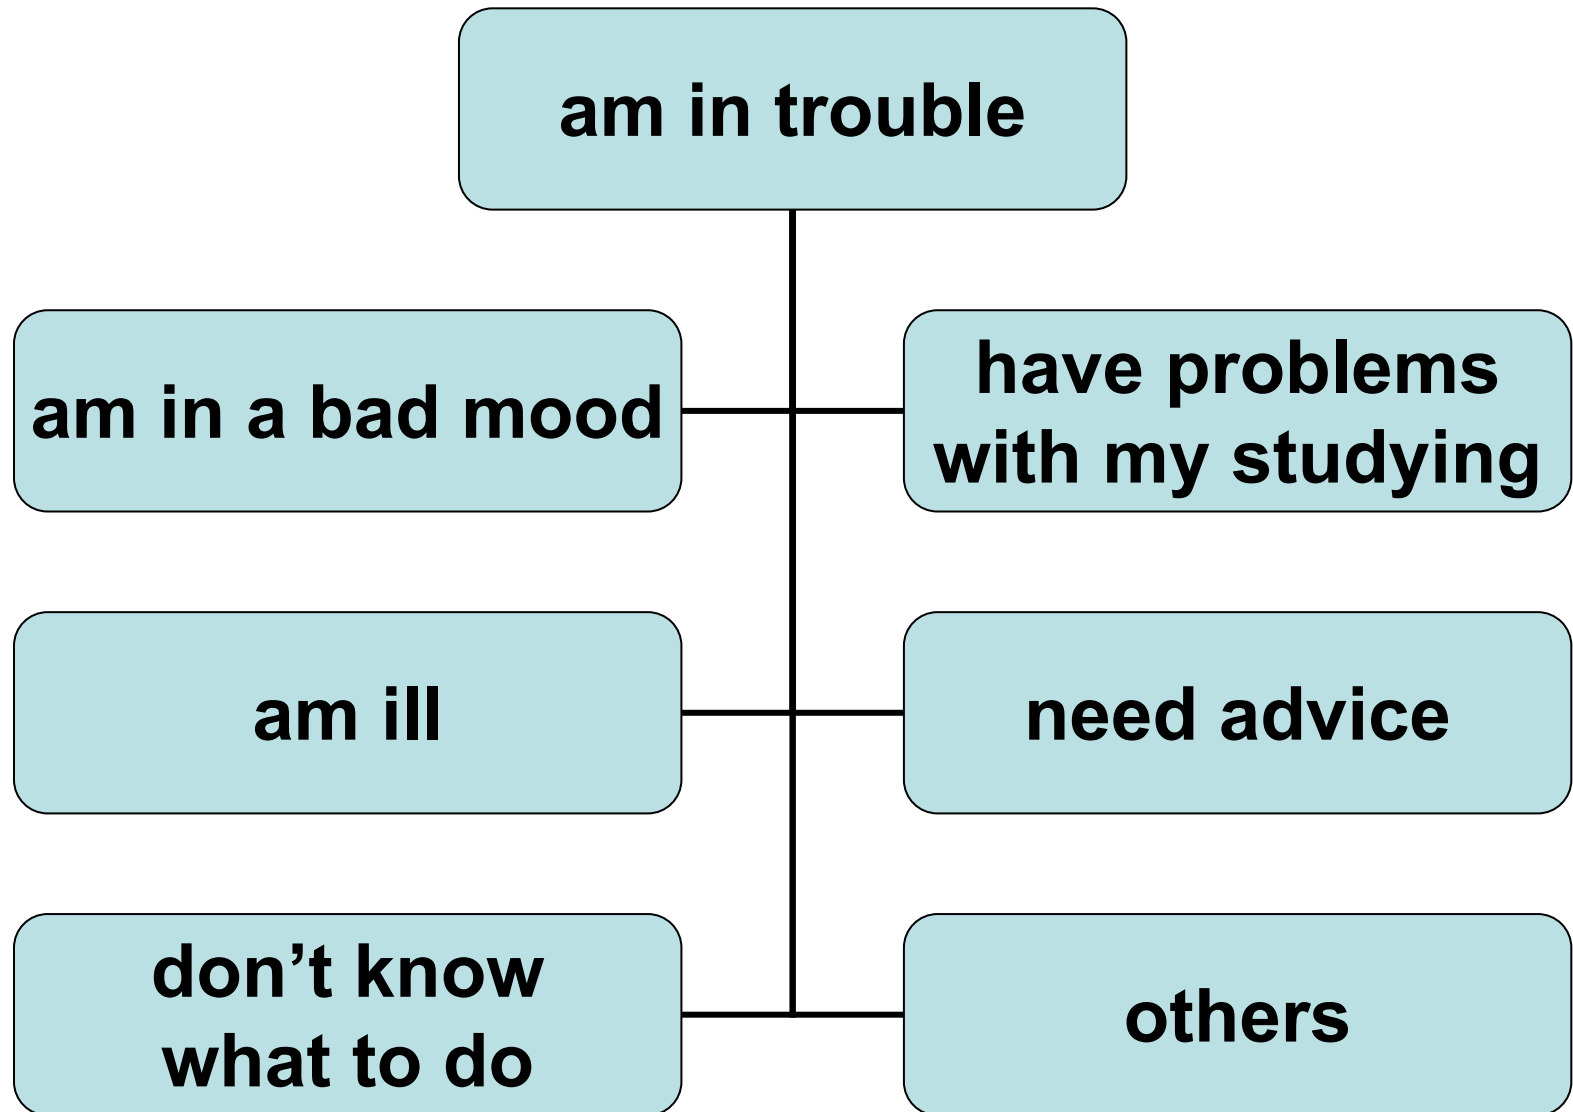 am in trouble
am in a bad mood
have problems
with my studying
am ill
need advice
don’t know
what to do
others